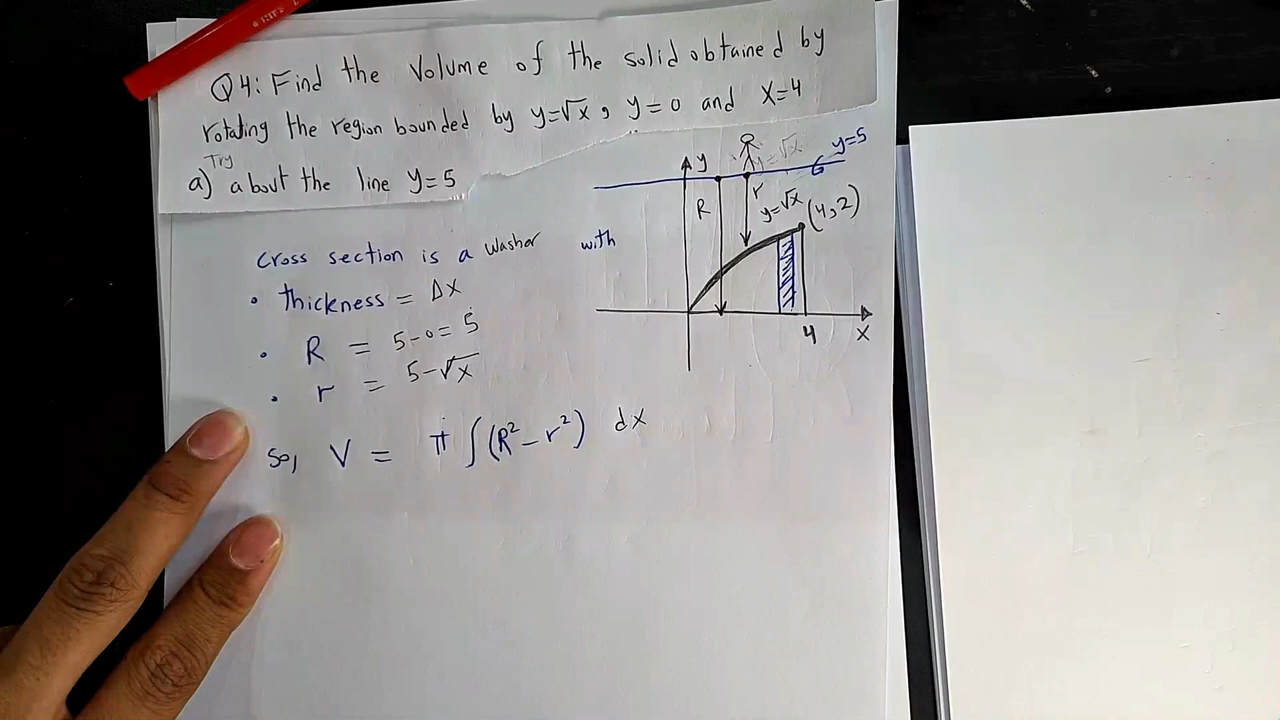 Q4: Find the Volume of the solid obtained by
rotating the region bounded by y=√x, y=0 and x=4
Try
a) about the line y=5
y=√x
y=5
y
R
r
y=√x
(4,2)
4
x
Cross section is a washer with
• thickness = Δx
• R = 5-0= 5
• r = 5-√x
So, V = π ∫(R²-r²) dx